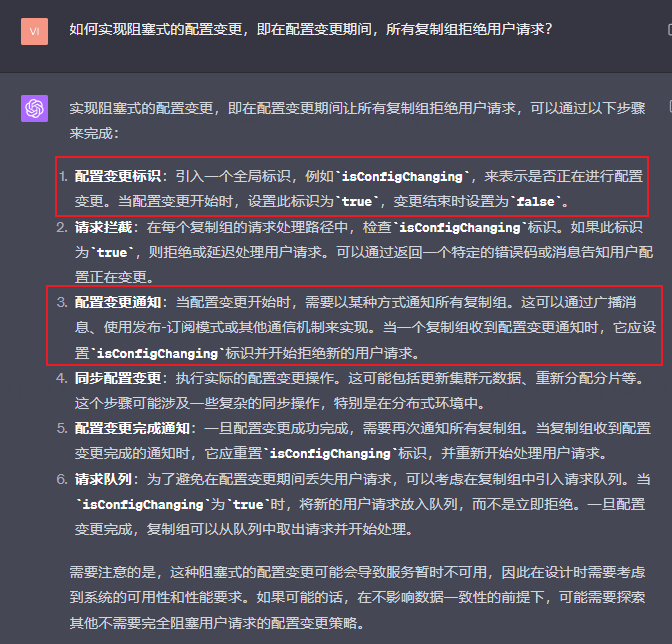 VI
如何实现阻塞式的配置变更，即在配置变更期间，所有复制组拒绝用户请求？
实现阻塞式的配置变更，即在配置变更期间让所有复制组拒绝用户请求，可以通过以下步骤
来完成：
1. 配置变更标识：引入一个全局标识，例如`isConfigChanging`，来表示是否正在进行配置
变更。当配置变更开始时，设置此标识为`true`，变更结束时设置为`false`。
2. 请求拦截：在每个复制组的请求处理路径中，检查`isConfigChanging`标识。如果此标识
为`true`，则拒绝或延迟处理用户请求。可以通过返回一个特定的错误码或消息告知用户配
置正在变更。
3. 配置变更通知：当配置变更开始时，需要以某种方式通知所有复制组。这可以通过广播消
息、使用发布-订阅模式或其他通信机制来实现。当一个复制组收到配置变更通知时，它应设
置`isConfigChanging`标识并开始拒绝新的用户请求。
4. 同步配置变更：执行实际的配置变更操作。这可能包括更新集群元数据、重新分配分片等。
这个步骤可能涉及一些复杂的同步操作，特别是在分布式环境中。
5. 配置变更完成通知：一旦配置变更成功完成，需要再次通知所有复制组。当复制组收到配置
变更完成的通知时，它应重置`isConfigChanging`标识，并重新开始处理用户请求。
6. 请求队列：为了避免在配置变更期间丢失用户请求，可以考虑在复制组中引入请求队列。当
`isConfigChanging`为`true`时，将新的用户请求放入队列，而不是立即拒绝。一旦配置
变更完成，复制组可以从队列中取出请求并开始处理。
需要注意的是，这种阻塞式的配置变更可能会导致服务暂时不可用，因此在设计时需要考虑
到系统的可用性和性能要求。如果可能的话，在不影响数据一致性的前提下，可能需要探索
其他不需要完全阻塞用户请求的配置变更策略。